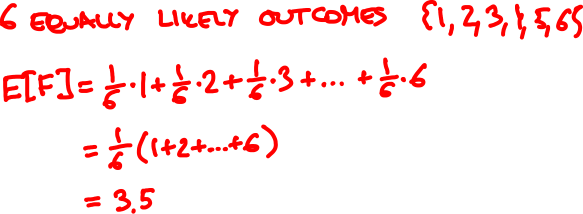 6 EQUALLY LIKELY OUTCOMES {1,2,3,,5,6}
E[F] = 1/6·1+1/6·2+1/6·3+...+1/6·6
= 1/6(1+2+...+6)
= 3.5